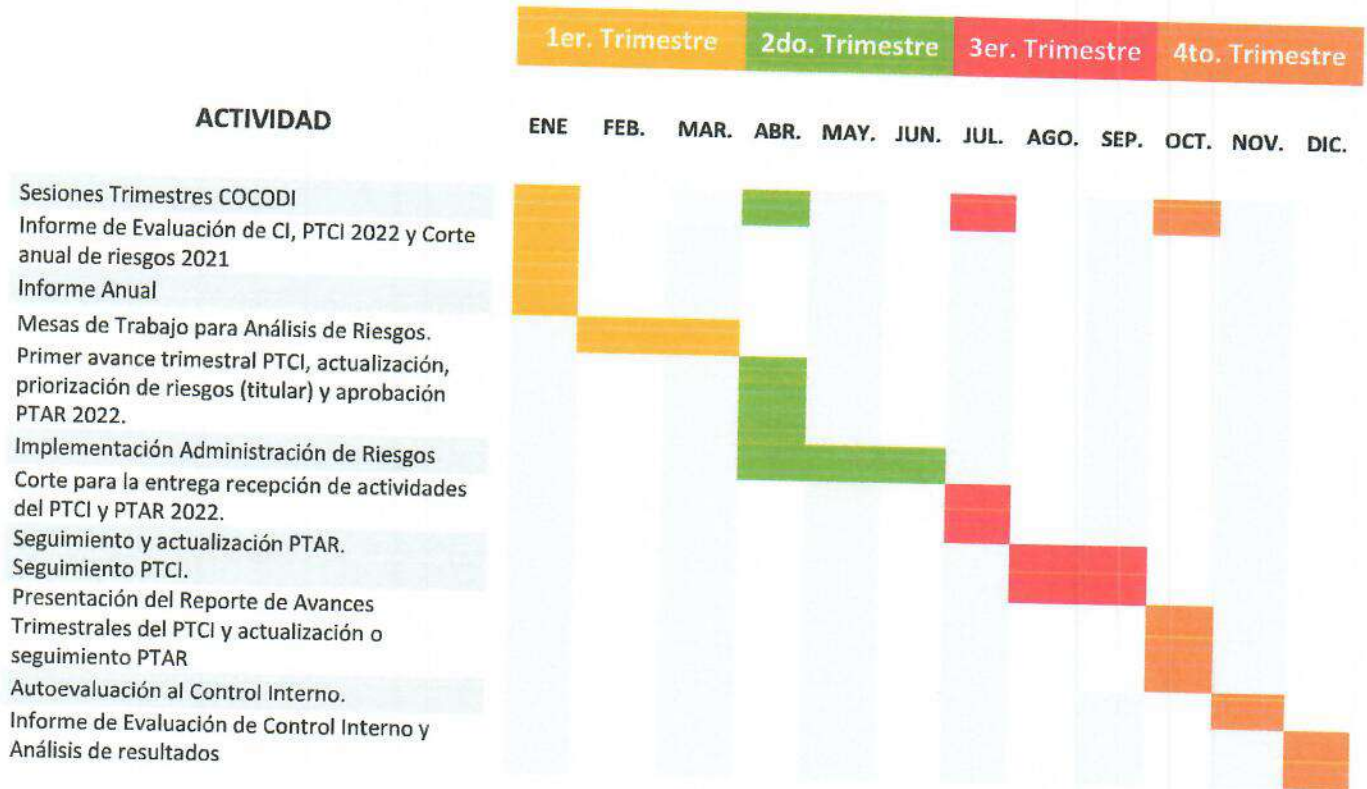 1er. Trimestre 2do. Trimestre 3er. Trimestre 4to. Trimestre
ACTIVIDAD ENE FEB. MAR. ABR. MAY. JUN. JUL. AGO. SEP. OCT. NOV. DIC.
Sesiones Trimestres COCODI
Informe de Evaluación de CI, PTCI 2022 y Corte
anual de riesgos 2021
Informe Anual
Mesas de Trabajo para Análisis de Riesgos.
Primer avance trimestral PTCI, actualización,
priorización de riesgos (titular) y aprobación
PTAR 2022.
Implementación Administración de Riesgos
Corte para la entrega recepción de actividades
del PTCI y PTAR 2022.
Seguimiento y actualización PTAR.
Seguimiento PTCI.
Presentación del Reporte de Avances
Trimestrales del PTCI y actualización o
seguimiento PTAR
Autoevaluación al Control Interno.
Informe de Evaluación de Control Interno y
Análisis de resultados